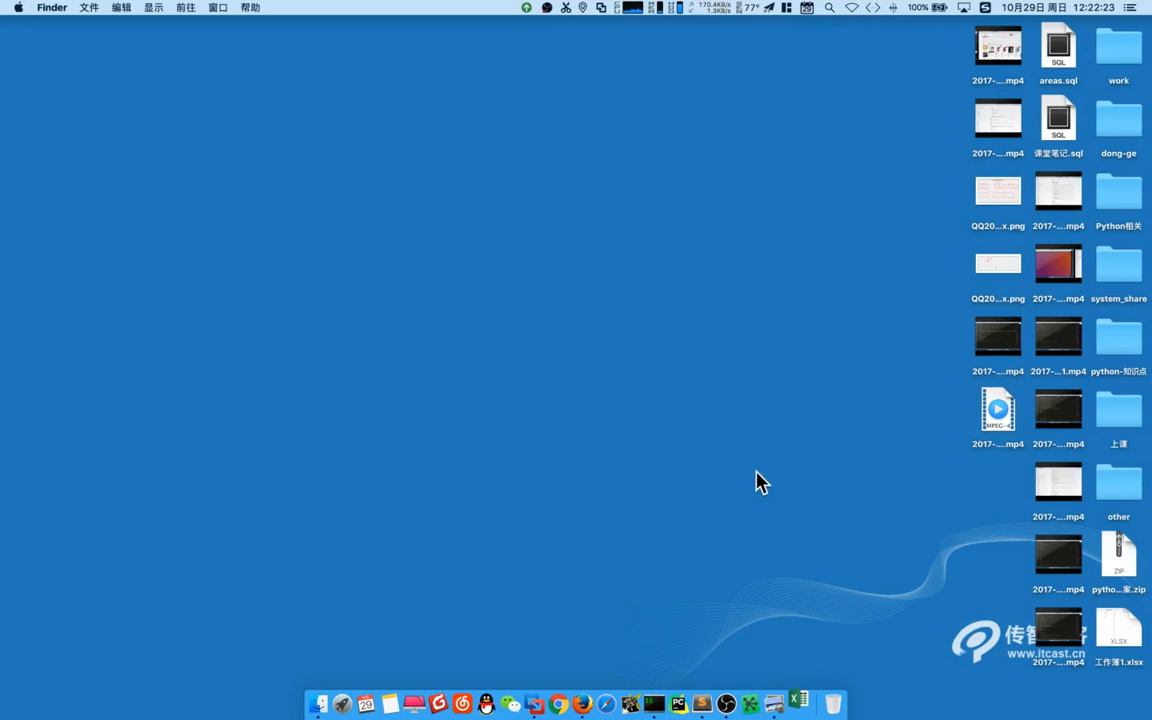 Finder 文件 编辑 显示 前往 窗口 帮助 170.4KB/s 1.3KB/s 77° 100% 10月29日 周日 12:22:23
2017-....mp4 SQL areas.sql work
2017-....mp4 SQL 课堂笔记.sql dong-ge
QQ20...x.png 2017-....mp4 Python相关
QQ20...x.png 2017-....mp4 system_share
2017-....mp4 2017-...1.mp4 python-知识点
MPEG-4 2017-....mp4 2017-....mp4 上课
2017-....mp4 other
ZIP
2017-....mp4 pytho...案.zip
XLSX
2017-....mp4 工作簿1.xlsx
传智 客
www.itcast.cn
29 PC